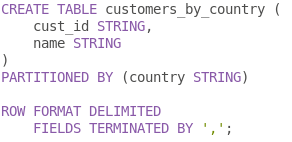 CREATE TABLE customers_by_country (
    cust_id STRING,
    name STRING
)
PARTITIONED BY (country STRING)
ROW FORMAT DELIMITED
    FIELDS TERMINATED BY ',';